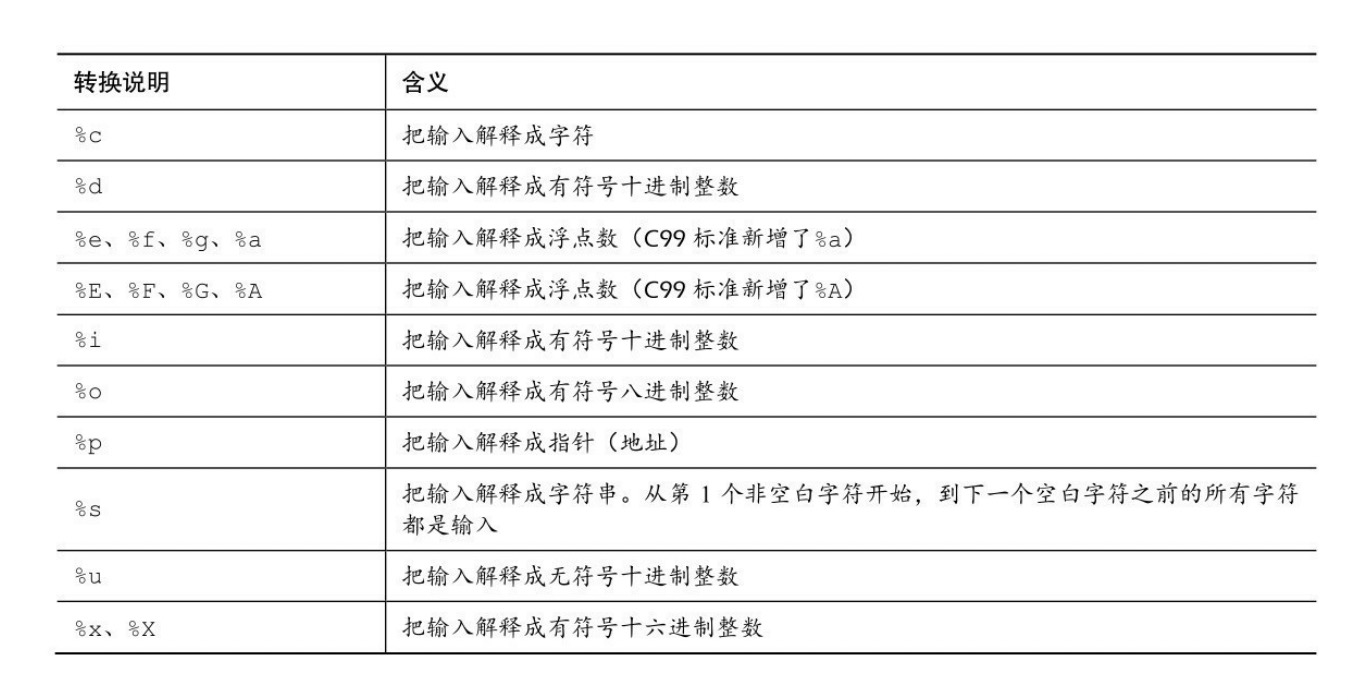 转换说明 含义
%c 把输入解释成字符
%d 把输入解释成有符号十进制整数
%e、%f、%g、%a 把输入解释成浮点数（C99 标准新增了%a）
%E、%F、%G、%A 把输入解释成浮点数（C99 标准新增了%A）
%i 把输入解释成有符号十进制整数
%o 把输入解释成有符号八进制整数
%p 把输入解释成指针（地址）
%s 把输入解释成字符串。从第 1 个非空白字符开始，到下一个空白字符之前的所有字符
都是输入
%u 把输入解释成无符号十进制整数
%x、%X 把输入解释成有符号十六进制整数